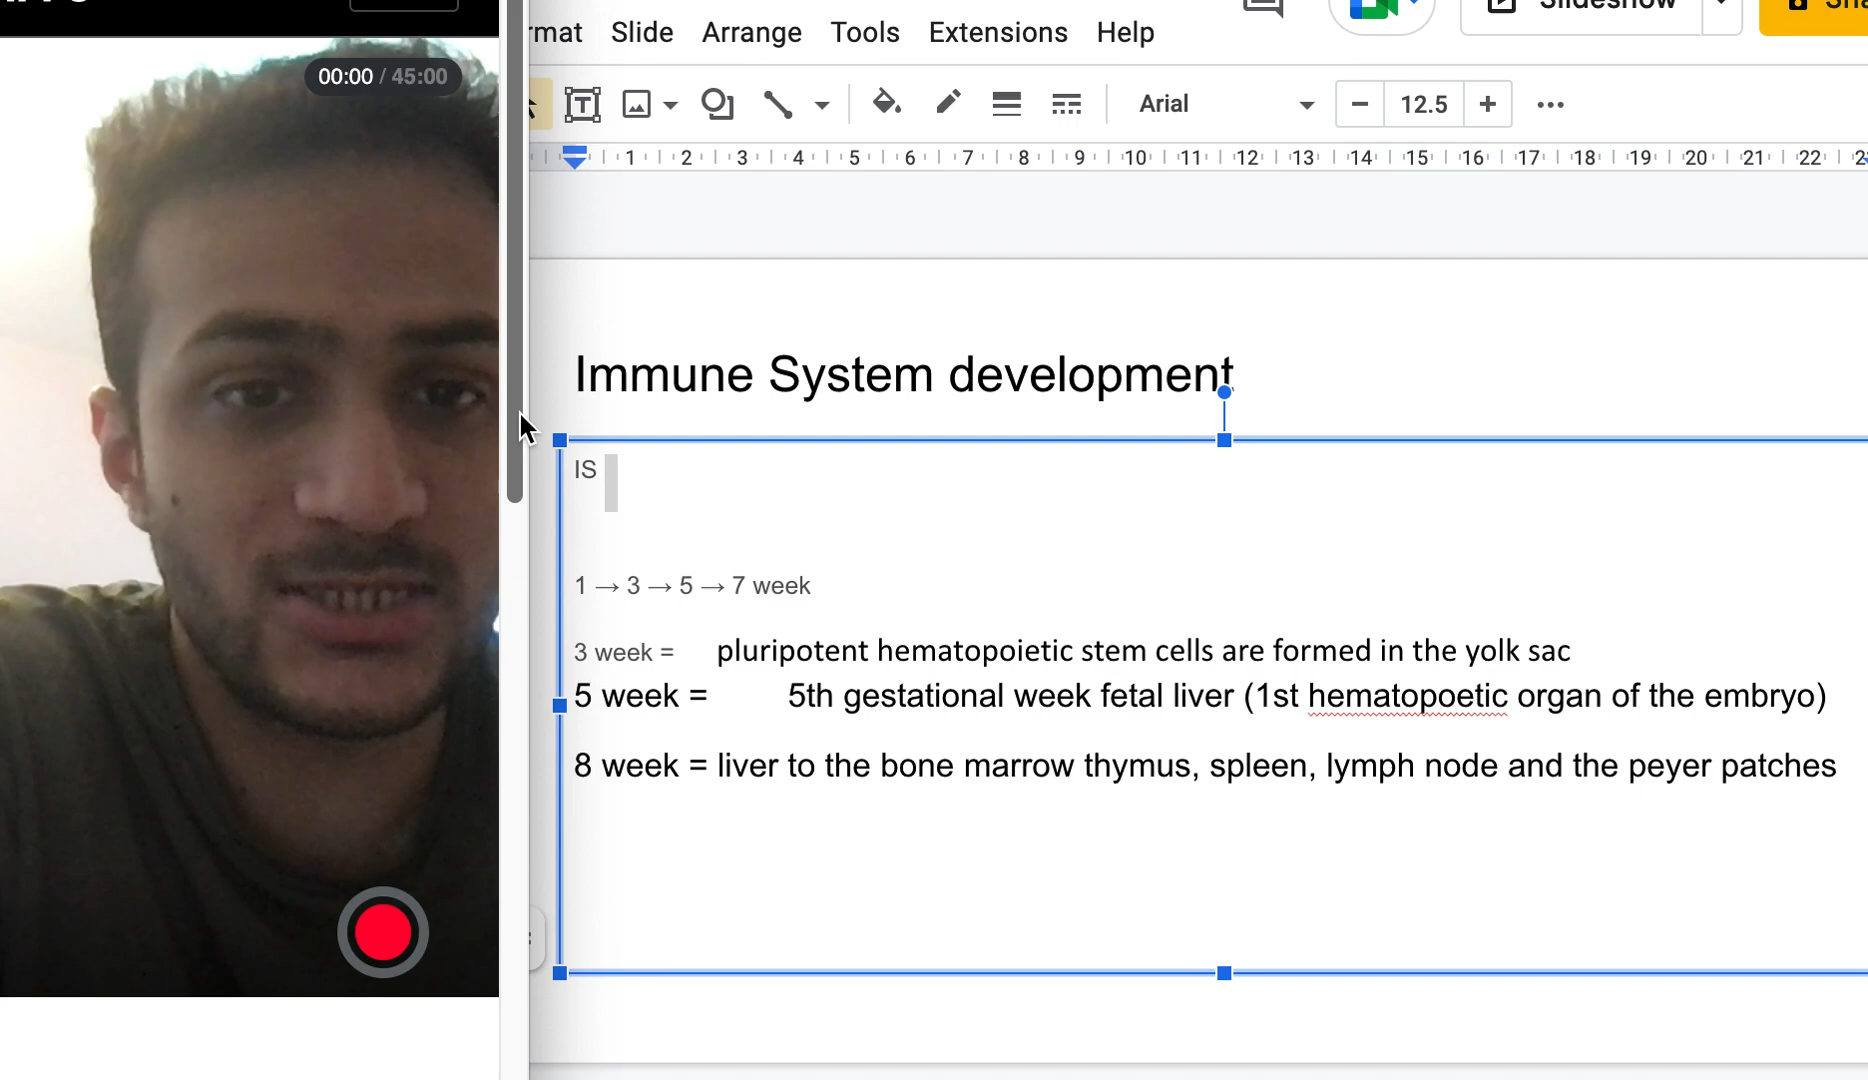 00:00 / 45:00
Slide Arrange Tools Extensions Help
Slideshow
Arial
12.5
1 2 3 4 5 6 7 8 9 10 11 12 13 14 15 16 17 18 19 20 21 22
Immune System development
IS
1 → 3 → 5 → 7 week
3 week = pluripotent hematopoietic stem cells are formed in the yolk sac
5 week = 5th gestational week fetal liver (1st hematopoetic organ of the embryo)
8 week = liver to the bone marrow thymus, spleen, lymph node and the peyer patches